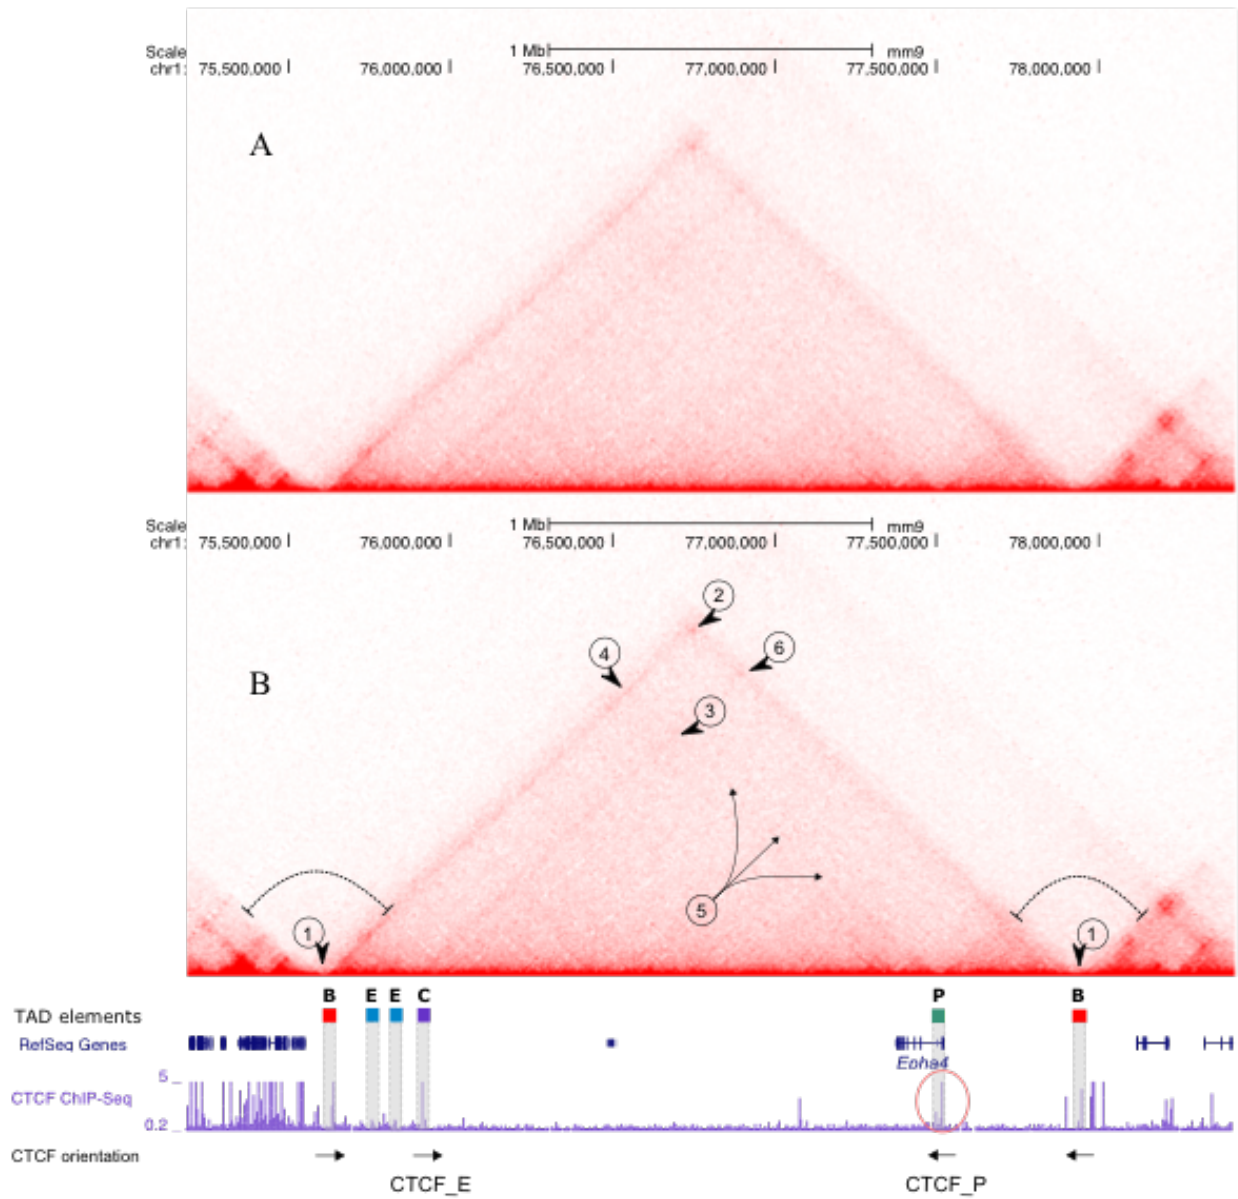 Scale 1 Mb mm9
chr1: 75,500,000 76,000,000 76,500,000 77,000,000 77,500,000 78,000,000
A
Scale 1 Mb mm9
chr1: 75,500,000 76,000,000 76,500,000 77,000,000 77,500,000 78,000,000
2
4 6
B
3
5
1 1
B E E C P B
TAD elements
RefSeq Genes
Epha4
5
CTCF ChIP-Seq
0.2
CTCF orientation
CTCF_E CTCF_P